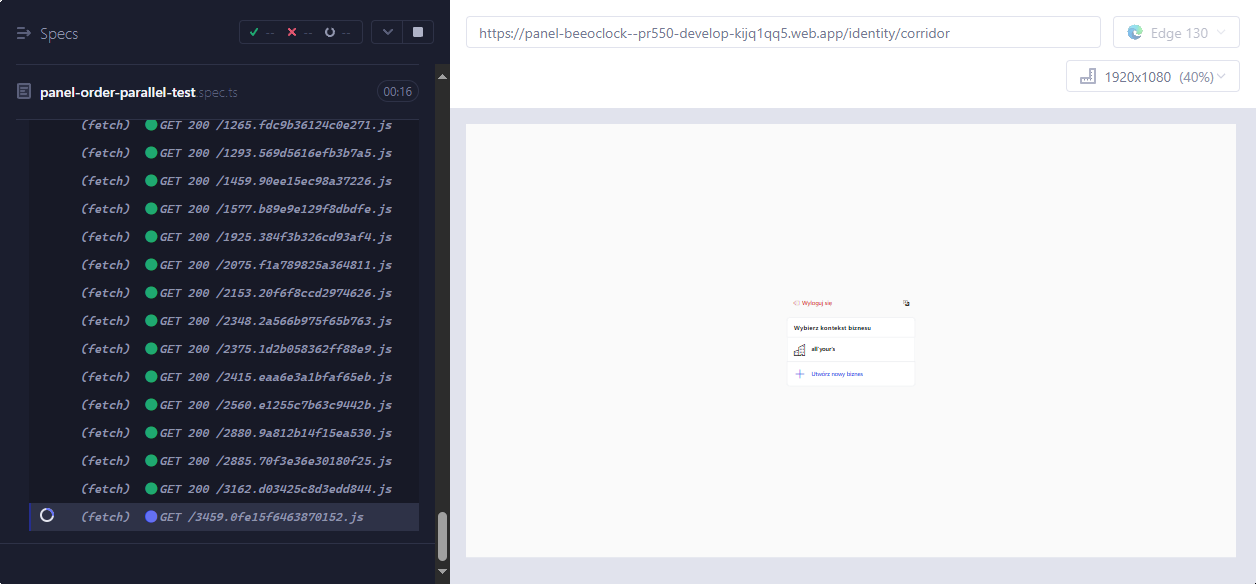 Specs
-- -- --
panel-order-parallel-test.spec.ts 00:16
(fetch) GET 200 /1265.fdc9b36124c0e271.js
(fetch) GET 200 /1293.569d5616efb3b7a5.js
(fetch) GET 200 /1459.90ee15ec98a37226.js
(fetch) GET 200 /1577.b89e9e129f8dbdfe.js
(fetch) GET 200 /1925.384f3b326cd93af4.js
(fetch) GET 200 /2075.f1a789825a364811.js
(fetch) GET 200 /2153.20f6f8ccd2974626.js
(fetch) GET 200 /2348.2a566b975f65b763.js
(fetch) GET 200 /2375.1d2b058362ff88e9.js
(fetch) GET 200 /2415.eaa6e3a1bfaf65eb.js
(fetch) GET 200 /2560.e1255c7b63c9442b.js
(fetch) GET 200 /2880.9a812b14f15ea530.js
(fetch) GET 200 /2885.70f3e36e30180f25.js
(fetch) GET 200 /3162.d03425c8d3edd844.js
(fetch) GET /3459.0fe15f6463870152.js
https://panel-beeoclock--pr550-develop-kijq1qq5.web.app/identity/corridor
Edge 130
1920x1080 (40%)
Wyloguj się
Wybierz kontekst biznesu
all'your's
Utwórz nowy biznes